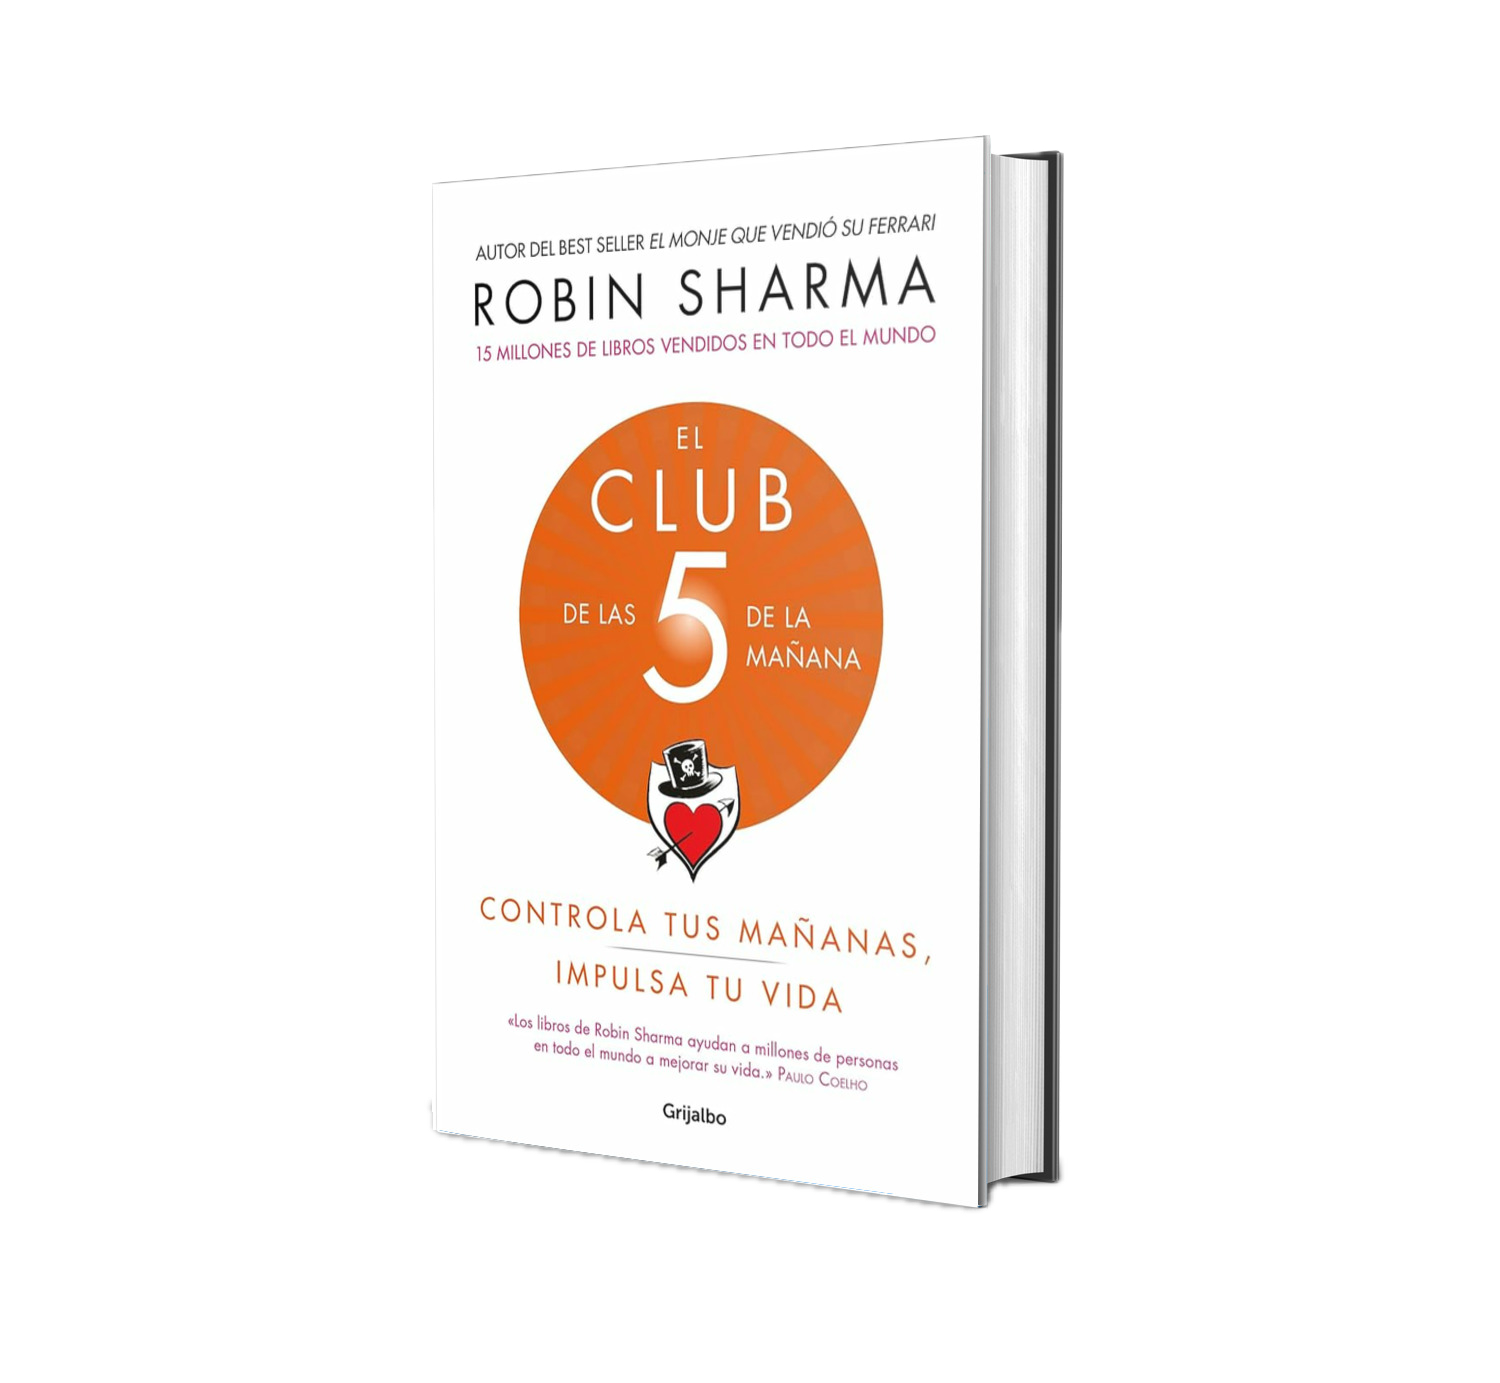 AUTOR DEL BEST SELLER EL MONJE QUE VENDIÓ SU FERRARI
ROBIN SHARMA
15 MILLONES DE LIBROS VENDIDOS EN TODO EL MUNDO
EL
CLUB
DE LAS 5 DE LA
MAÑANA
CONTROLA TUS MAÑANAS,
IMPULSA TU VIDA
«Los libros de Robin Sharma ayudan a millones de personas
en todo el mundo a mejorar su vida.» PAULO COELHO
Grijalbo